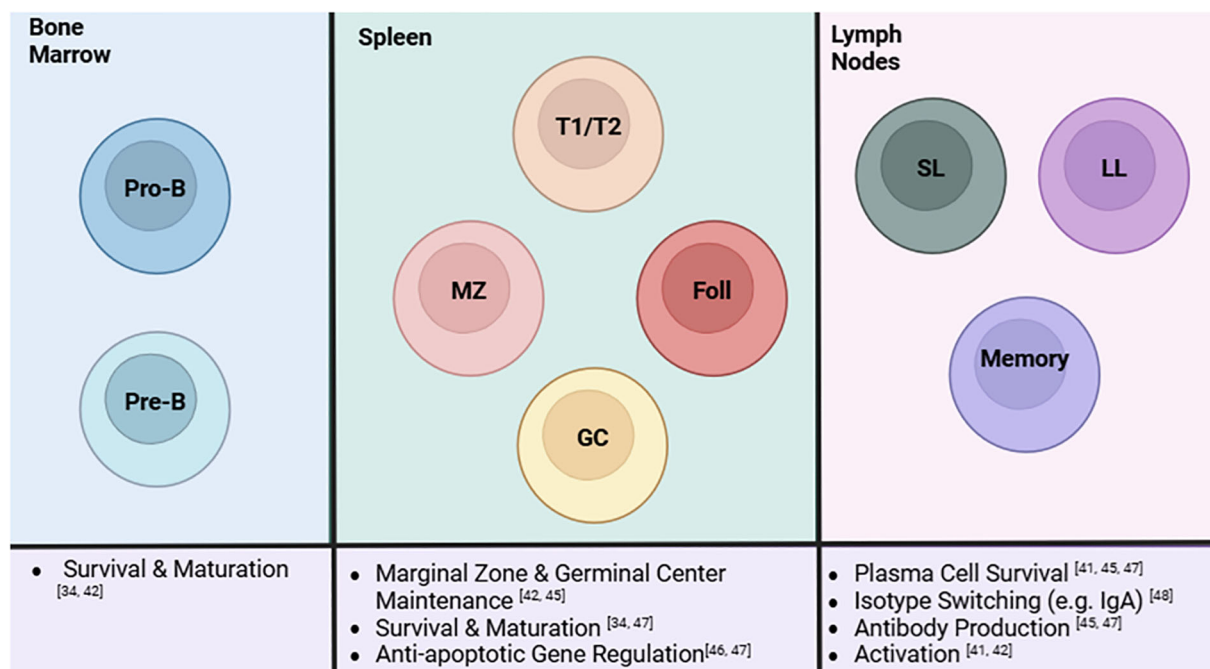 Bone
Marrow
Pro-B
Pre-B
• Survival & Maturation
[34, 42]
Spleen
T1/T2
MZ
Foll
GC
• Marginal Zone & Germinal Center
Maintenance [42, 45]
• Survival & Maturation [34, 47]
• Anti-apoptotic Gene Regulation[46, 47]
Lymph
Nodes
SL
LL
Memory
• Plasma Cell Survival [41, 45, 47]
• Isotype Switching (e.g. IgA) [48]
• Antibody Production [45, 47]
• Activation [41, 42]